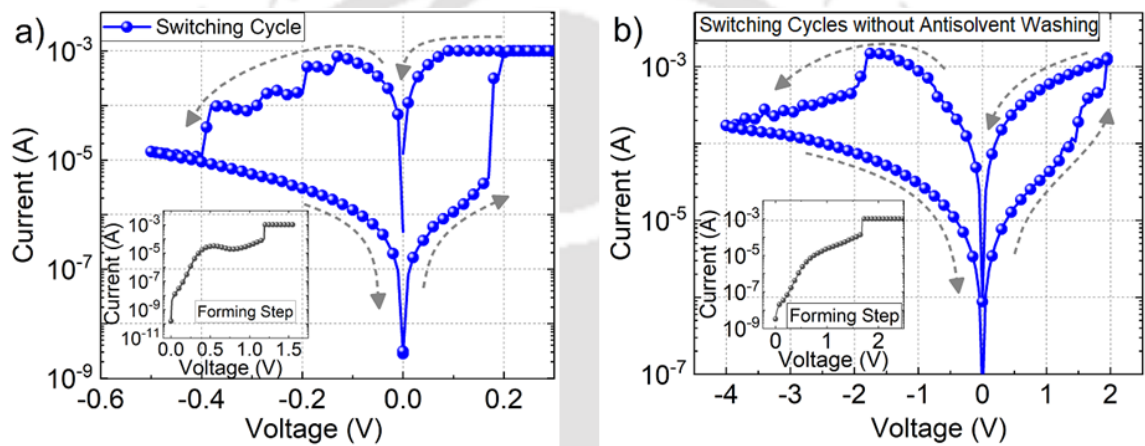 a)
Switching Cycle
10⁻³
10⁻⁵
10⁻⁷
10⁻⁹
Current (A)
-0.6
-0.4
-0.2
0.0
0.2
Voltage (V)
10⁻³
10⁻⁵
10⁻⁷
10⁻⁹
10⁻¹¹
Current (A)
Forming Step
0.0
0.5
1.0
1.5
Voltage (V)
b)
Switching Cycles without Antisolvent Washing
10⁻³
10⁻⁵
10⁻⁷
Current (A)
-4
-3
-2
-1
0
1
2
Voltage (V)
10⁻³
10⁻⁵
10⁻⁷
10⁻⁹
Current (A)
Forming Step
0
1
2
Voltage (V)